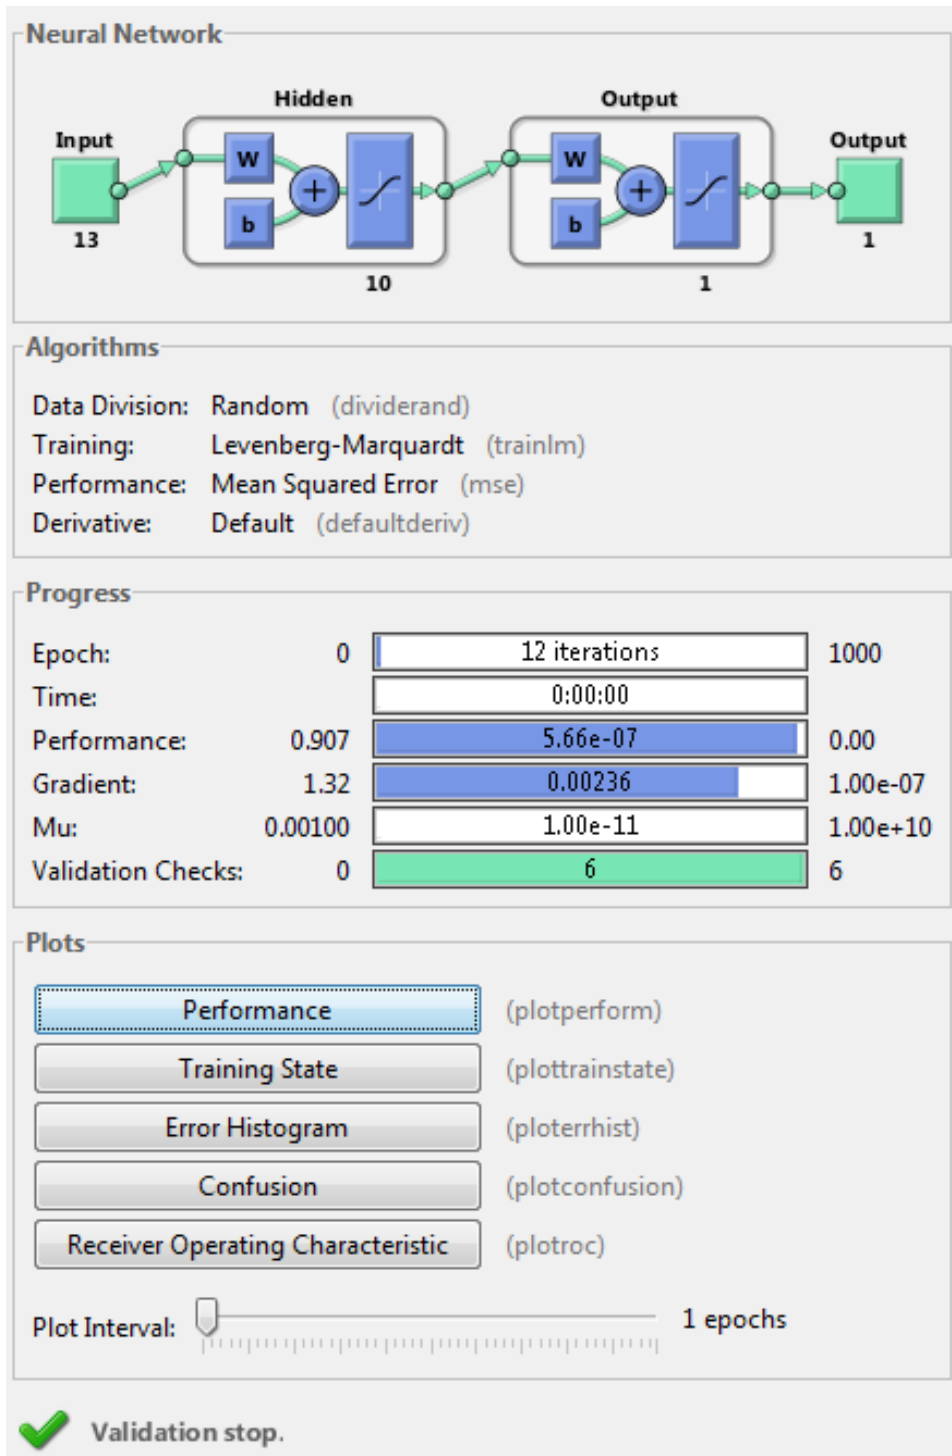 Neural Network
Hidden Output
Input Output
W W
+ +
b b
13 1
10 1
Algorithms
Data Division: Random (dividerand)
Training: Levenberg-Marquardt (trainlm)
Performance: Mean Squared Error (mse)
Derivative: Default (defaultderiv)
Progress
Epoch: 0 12 iterations 1000
Time: 0:00:00
Performance: 0.907 5.66e-07 0.00
Gradient: 1.32 0.00236 1.00e-07
Mu: 0.00100 1.00e-11 1.00e+10
Validation Checks: 0 6 6
Plots
Performance (plotperform)
Training State (plottrainstate)
Error Histogram (ploterrhist)
Confusion (plotconfusion)
Receiver Operating Characteristic (plotroc)
Plot Interval: 1 epochs
Validation stop.